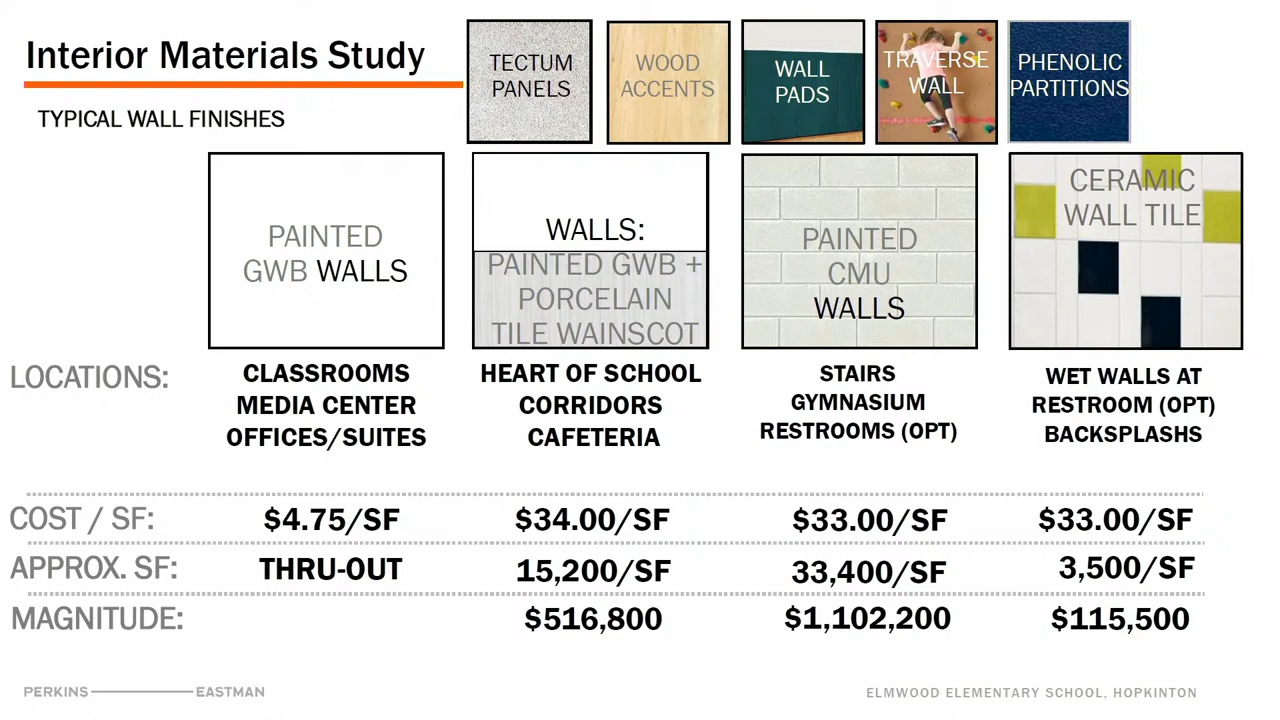 Interior Materials Study
TYPICAL WALL FINISHES
TECTUM
PANELS
WOOD
ACCENTS
WALL
PADS
TRAVERSE
WALL
PHENOLIC
PARTITIONS
PAINTED
GWB WALLS
WALLS:
PAINTED GWB +
PORCELAIN
TILE WAINSCOT
PAINTED
CMU
WALLS
CERAMIC
WALL TILE
LOCATIONS:
CLASSROOMS
MEDIA CENTER
OFFICES/SUITES
HEART OF SCHOOL
CORRIDORS
CAFETERIA
STAIRS
GYMNASIUM
RESTROOMS (OPT)
WET WALLS AT
RESTROOM (OPT)
BACKSPLASHS
COST / SF: $4.75/SF $34.00/SF $33.00/SF $33.00/SF
APPROX. SF: THRU-OUT 15,200/SF 33,400/SF 3,500/SF
MAGNITUDE: $516,800 $1,102,200 $115,500
PERKINS EASTMAN
ELMWOOD ELEMENTARY SCHOOL, HOPKINTON